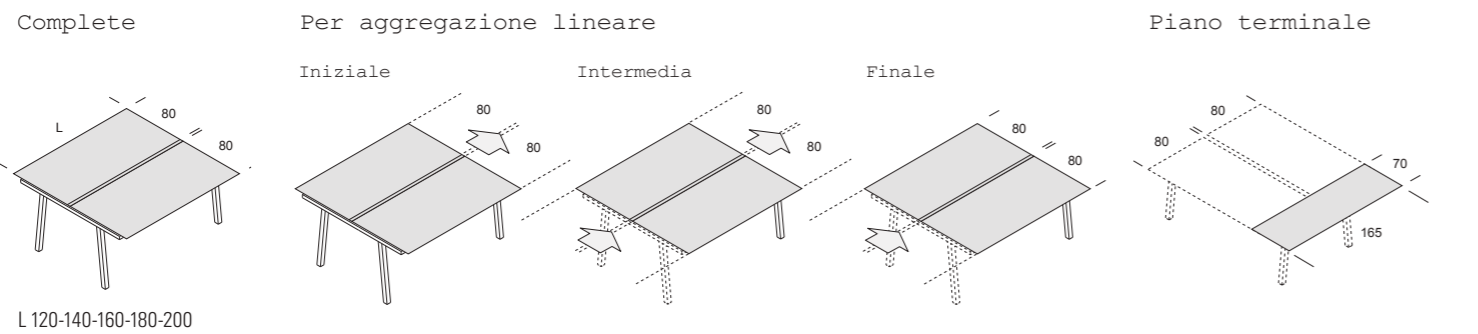 Complete
Per aggregazione lineare
Piano terminale
Iniziale
Intermedia
Finale
L
80
80
80
80
80
80
80
80
80
80
70
165
L 120-140-160-180-200